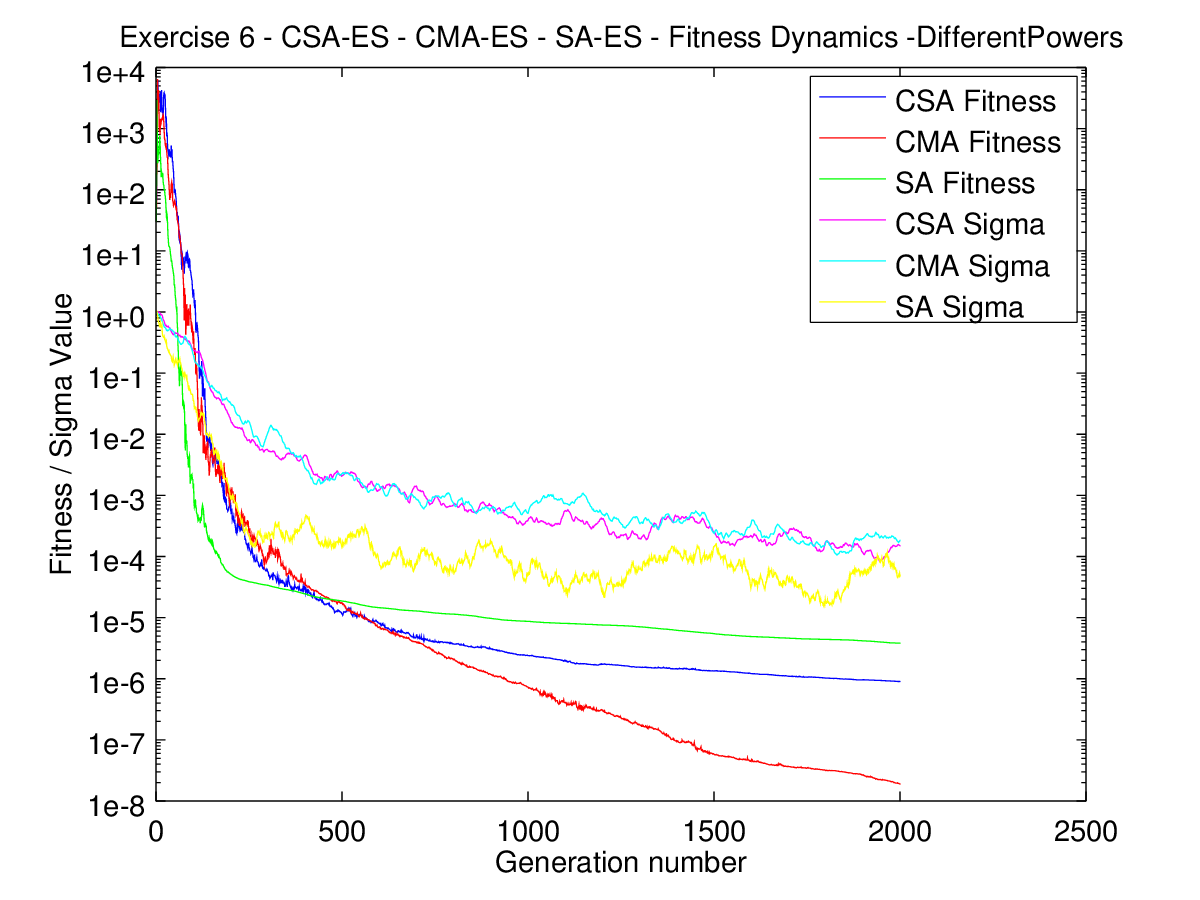 Exercise 6 - CSA-ES - CMA-ES - SA-ES - Fitness Dynamics -DifferentPowers
1e+4
1e+3
1e+2
1e+1
1e+0
1e-1
1e-2
1e-3
1e-4
1e-5
1e-6
1e-7
1e-8
Fitness / Sigma Value
CSA Fitness
CMA Fitness
SA Fitness
CSA Sigma
CMA Sigma
SA Sigma
0 500 1000 1500 2000 2500
Generation number